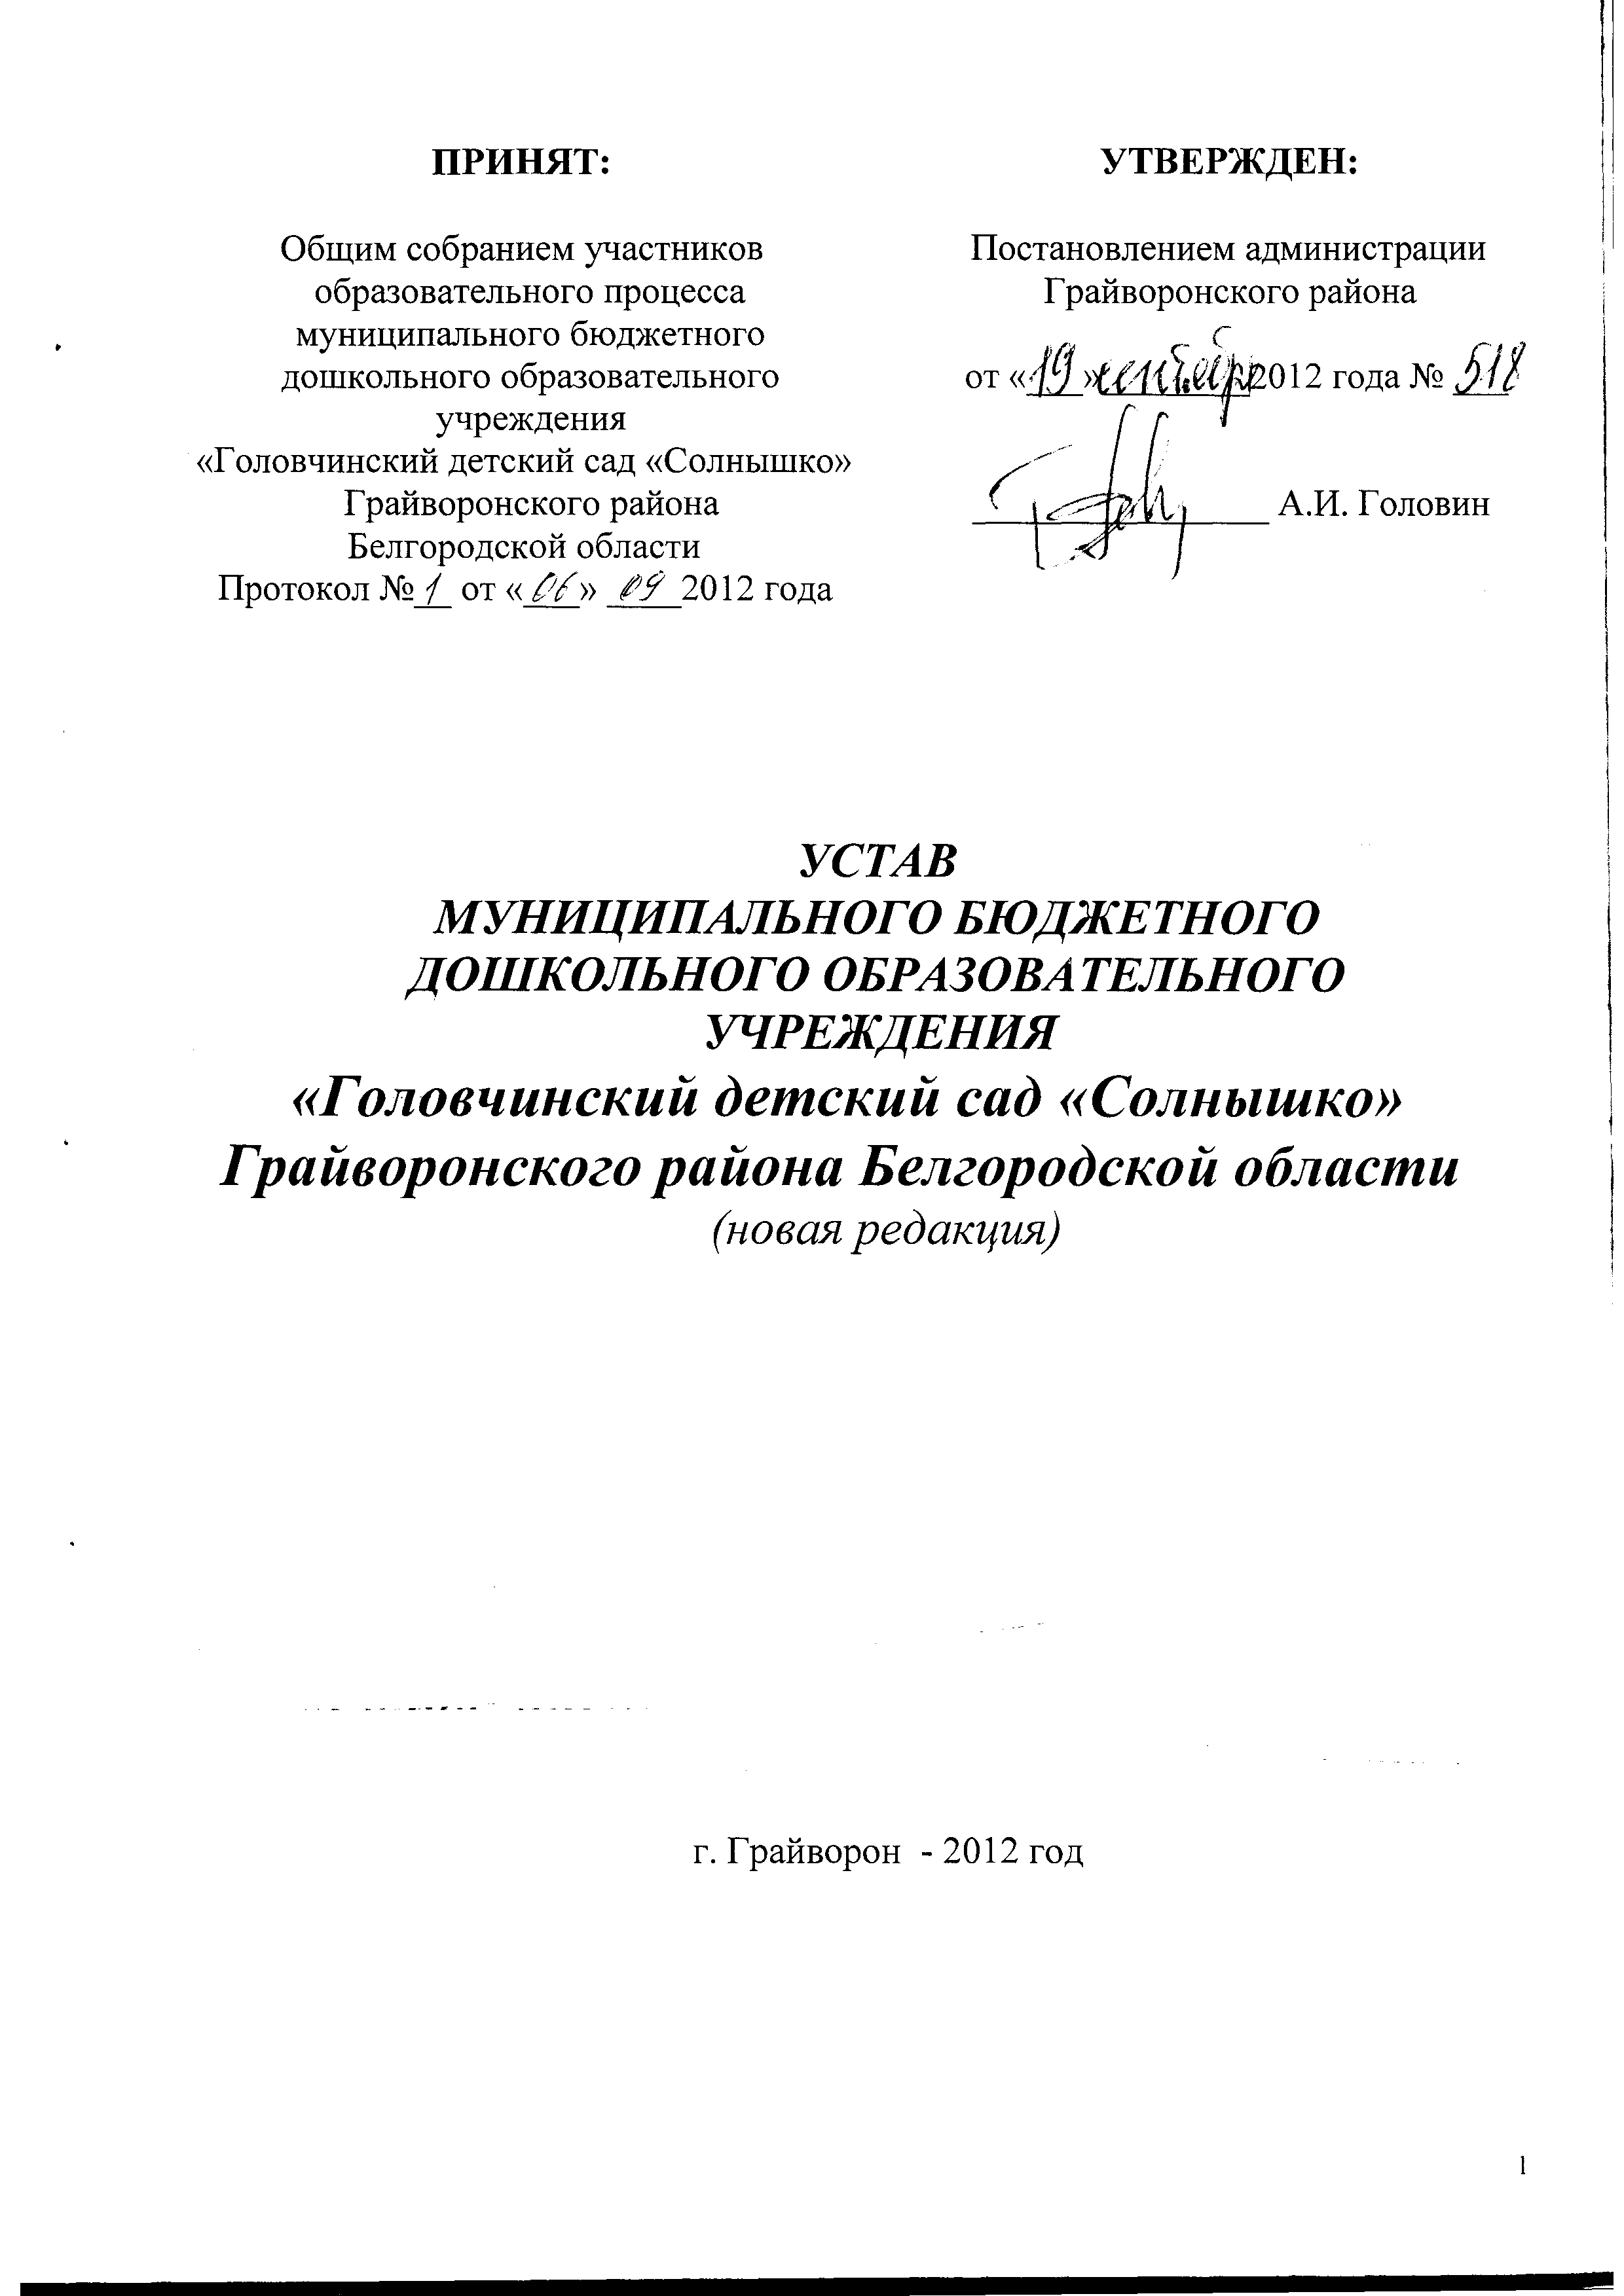 ПРИНЯТ:
Общим собранием участников
образовательного процесса
муниципального бюджетного
дошкольного образовательного
учреждения
«Головчинский детский сад «Солнышко»
Грайворонского района
Белгородской области
Протокол № 1 от «06» 09 2012 года
УТВЕРЖДЕН:
Постановлением администрации
Грайворонского района
от «19» сентября 2012 года № 518
А.И. Головин
УСТАВ
МУНИЦИПАЛЬНОГО БЮДЖЕТНОГО
ДОШКОЛЬНОГО ОБРАЗОВАТЕЛЬНОГО
УЧРЕЖДЕНИЯ
«Головчинский детский сад «Солнышко»
Грайворонского района Белгородской области
(новая редакция)
г. Грайворон - 2012 год
1